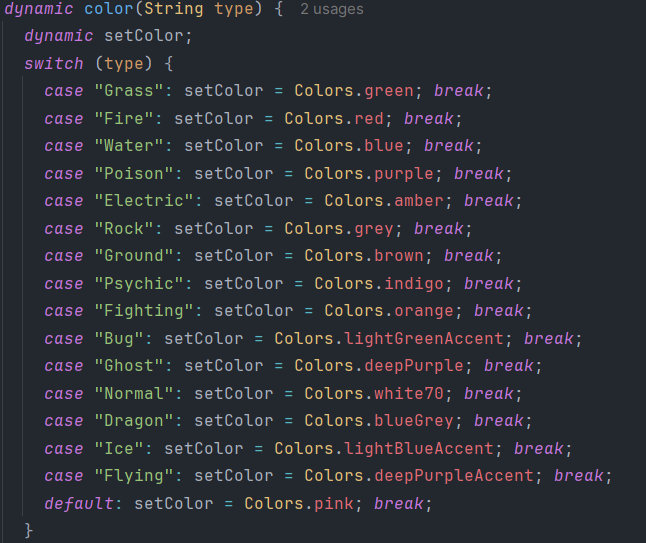 dynamic color(String type) { 2 usages
dynamic setColor;
switch (type) {
case "Grass": setColor = Colors.green; break;
case "Fire": setColor = Colors.red; break;
case "Water": setColor = Colors.blue; break;
case "Poison": setColor = Colors.purple; break;
case "Electric": setColor = Colors.amber; break;
case "Rock": setColor = Colors.grey; break;
case "Ground": setColor = Colors.brown; break;
case "Psychic": setColor = Colors.indigo; break;
case "Fighting": setColor = Colors.orange; break;
case "Bug": setColor = Colors.lightGreenAccent; break;
case "Ghost": setColor = Colors.deepPurple; break;
case "Normal": setColor = Colors.white70; break;
case "Dragon": setColor = Colors.blueGrey; break;
case "Ice": setColor = Colors.lightBlueAccent; break;
case "Flying": setColor = Colors.deepPurpleAccent; break;
default: setColor = Colors.pink; break;
}